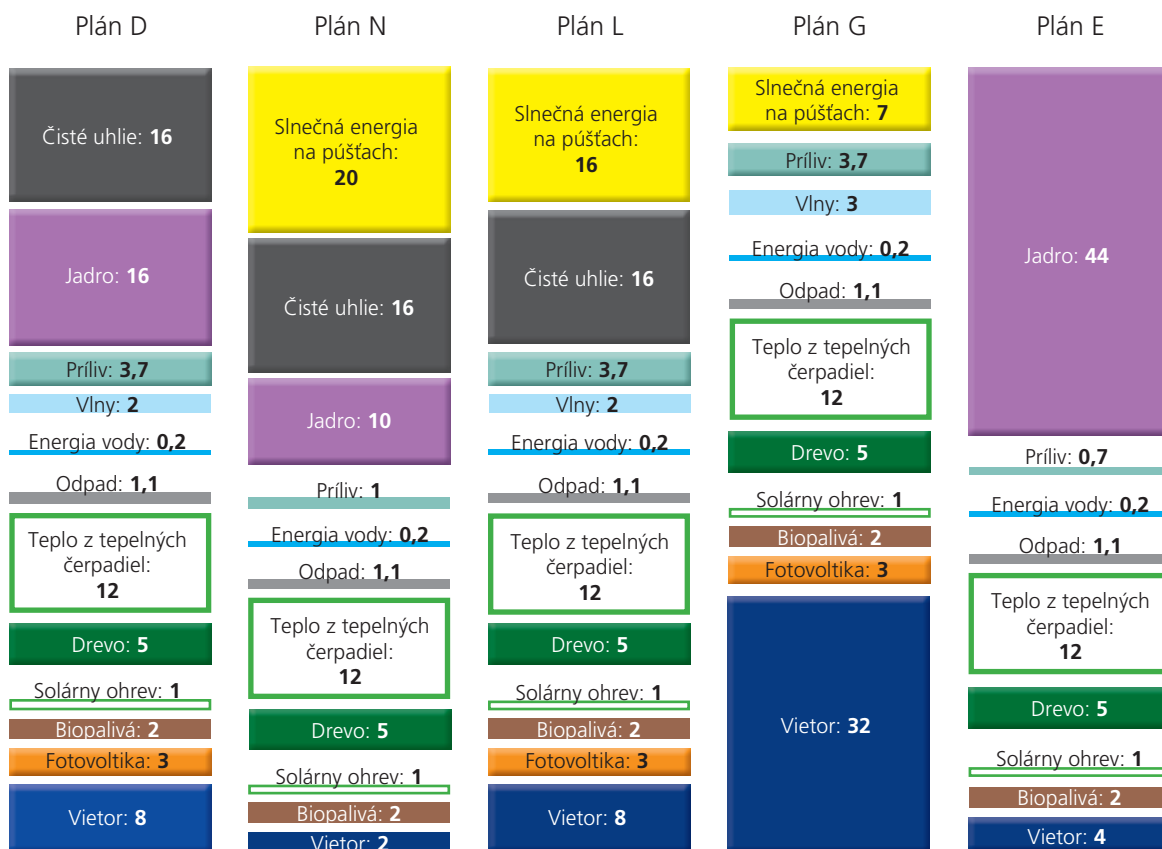 Plán D
Čisté uhlie: 16
Jadro: 16
Príliv: 3,7
Vlny: 2
Energia vody: 0,2
Odpad: 1,1
Teplo z tepelných
čerpadiel:
12
Drevo: 5
Solárny ohrev: 1
Biopalivá: 2
Fotovoltika: 3
Vietor: 8
Plán N
Slnečná energia
na púšťach:
20
Čisté uhlie: 16
Jadro: 10
Príliv: 1
Energia vody: 0,2
Odpad: 1,1
Teplo z tepelných
čerpadiel:
12
Drevo: 5
Solárny ohrev: 1
Biopalivá: 2
Vietor: 2
Plán L
Slnečná energia
na púšťach:
16
Čisté uhlie: 16
Príliv: 3,7
Vlny: 2
Energia vody: 0,2
Odpad: 1,1
Teplo z tepelných
čerpadiel:
12
Drevo: 5
Solárny ohrev: 1
Biopalivá: 2
Fotovoltika: 3
Vietor: 8
Plán G
Slnečná energia
na púšťach: 7
Príliv: 3,7
Vlny: 3
Energia vody: 0,2
Odpad: 1,1
Teplo z tepelných
čerpadiel:
12
Drevo: 5
Solárny ohrev: 1
Biopalivá: 2
Fotovoltika: 3
Vietor: 32
Plán E
Jadro: 44
Príliv: 0,7
Energia vody: 0,2
Odpad: 1,1
Teplo z tepelných
čerpadiel:
12
Drevo: 5
Solárny ohrev: 1
Biopalivá: 2
Vietor: 4